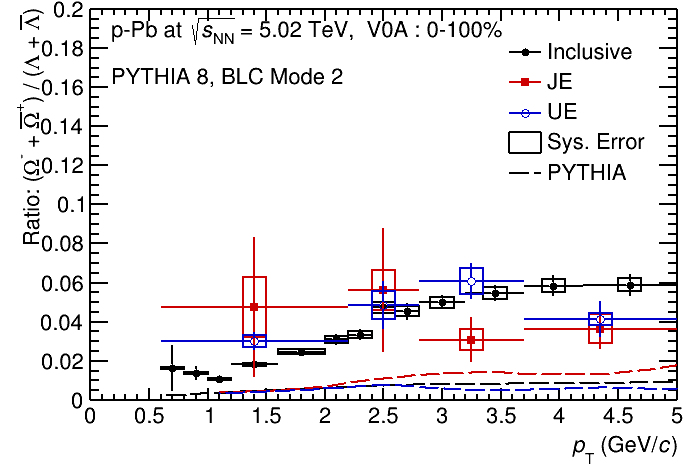 p-Pb at √sNN = 5.02 TeV, V0A : 0-100%
PYTHIA 8, BLC Mode 2
Inclusive
JE
UE
Sys. Error
PYTHIA
Ratio: (Ω⁻ + Ω̅⁺) / (Λ + Λ̅)
0.2
0.18
0.16
0.14
0.12
0.1
0.08
0.06
0.04
0.02
0
0 0.5 1 1.5 2 2.5 3 3.5 4 4.5 5
pT (GeV/c)